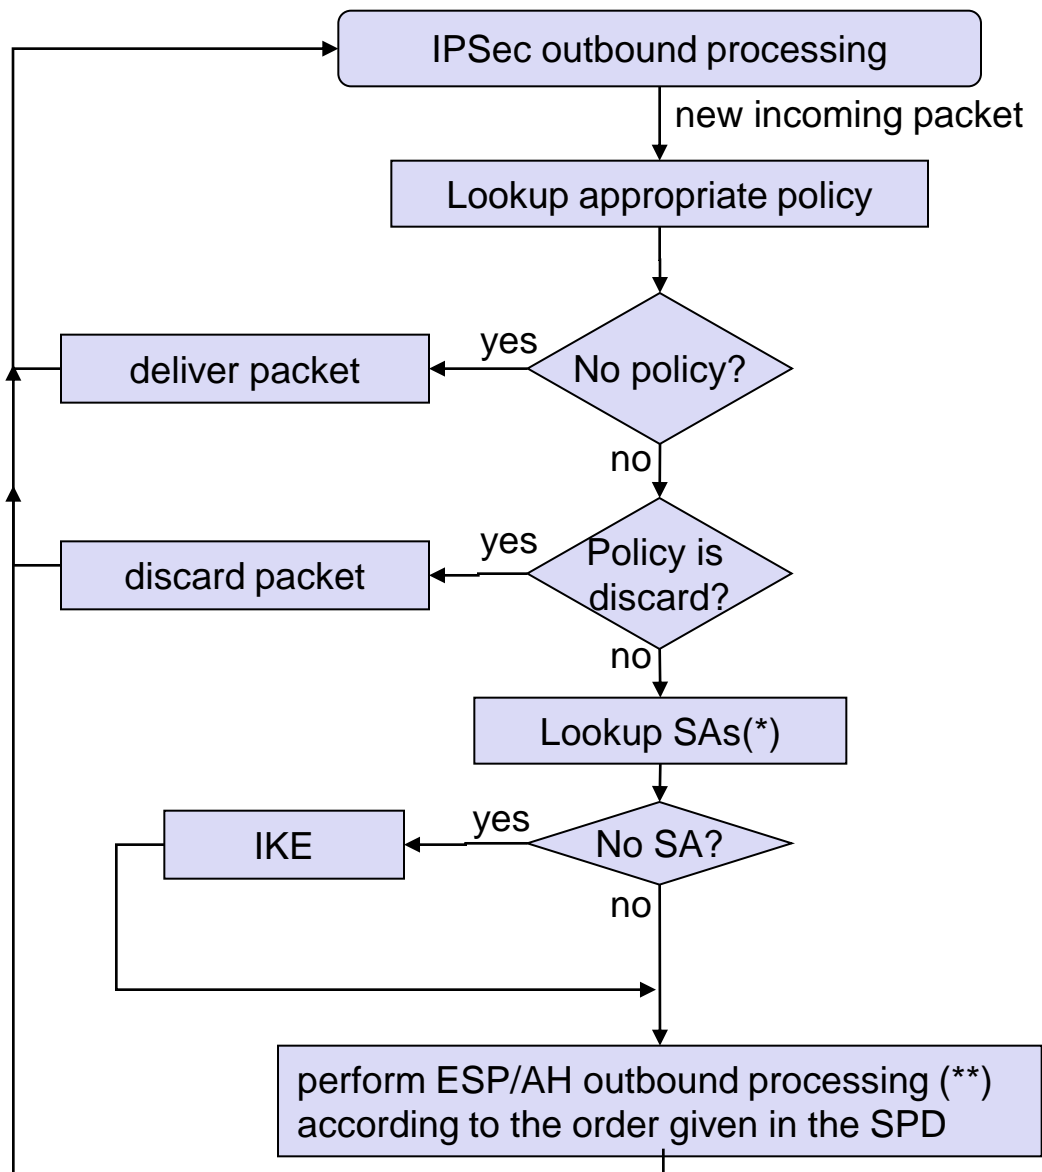 IPSec outbound processing
new incoming packet
Lookup appropriate policy
yes
deliver packet
No policy?
no
yes
discard packet
Policy is
discard?
no
Lookup SAs(*)
yes
IKE
No SA?
no
perform ESP/AH outbound processing (**)
according to the order given in the SPD